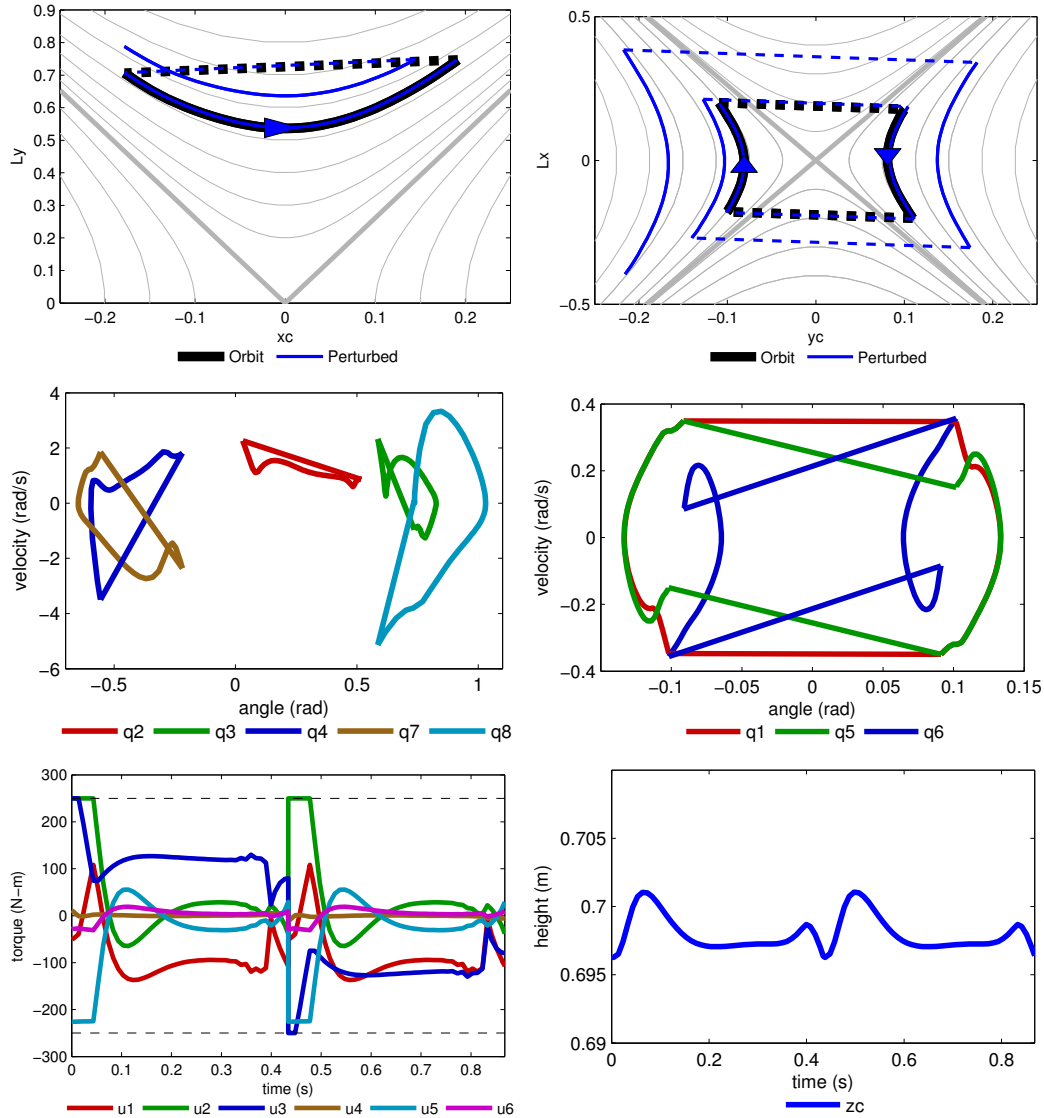 0.9
0.8
0.7
0.6
0.5
0.4
0.3
0.2
0.1
0
Ly
−0.2 −0.1 0 0.1 0.2
xc
Orbit Perturbed
0.5
0
−0.5
Lx
−0.2 −0.1 0 0.1 0.2
yc
Orbit Perturbed
4
2
0
−2
−4
−6
velocity (rad/s)
−0.5 0 0.5 1
angle (rad)
q2 q3 q4 q7 q8
0.4
0.2
0
−0.2
−0.4
velocity (rad/s)
−0.1 −0.05 0 0.05 0.1 0.15
angle (rad)
q1 q5 q6
300
200
100
0
−100
−200
−300
torque (N−m)
0 0.1 0.2 0.3 0.4 0.5 0.6 0.7 0.8
time (s)
u1 u2 u3 u4 u5 u6
0.705
0.7
0.695
0.69
height (m)
0 0.2 0.4 0.6 0.8
time (s)
zc